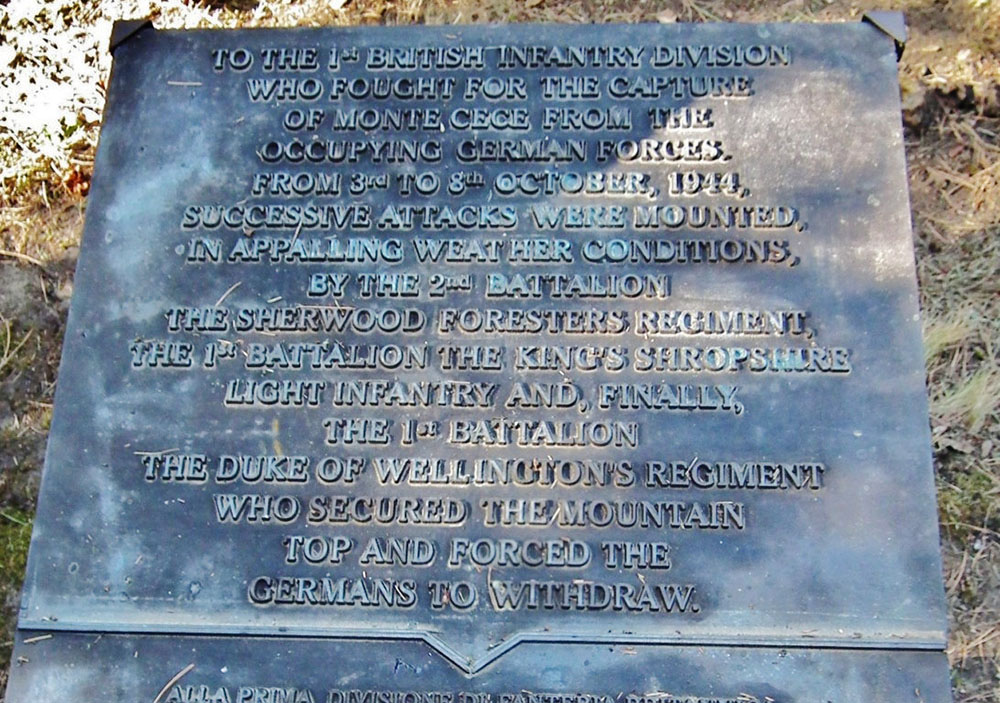 TO THE 1st BRITISH INFANTRY DIVISION
WHO FOUGHT FOR THE CAPTURE
OF MONTE CECE FROM THE
OCCUPYING GERMAN FORCES.
FROM 3rd TO 8th OCTOBER, 1944,
SUCCESSIVE ATTACKS WERE MOUNTED,
IN APPALLING WEATHER CONDITIONS,
BY THE 2nd BATTALION
THE SHERWOOD FORESTERS REGIMENT,
THE 1st BATTALION THE KING'S SHROPSHIRE
LIGHT INFANTRY AND, FINALLY,
THE 1st BATTALION
THE DUKE OF WELLINGTON'S REGIMENT
WHO SECURED THE MOUNTAIN
TOP AND FORCED THE
GERMANS TO WITHDRAW.
ALLA PRIMA DIVISIONE DI FANTERIA